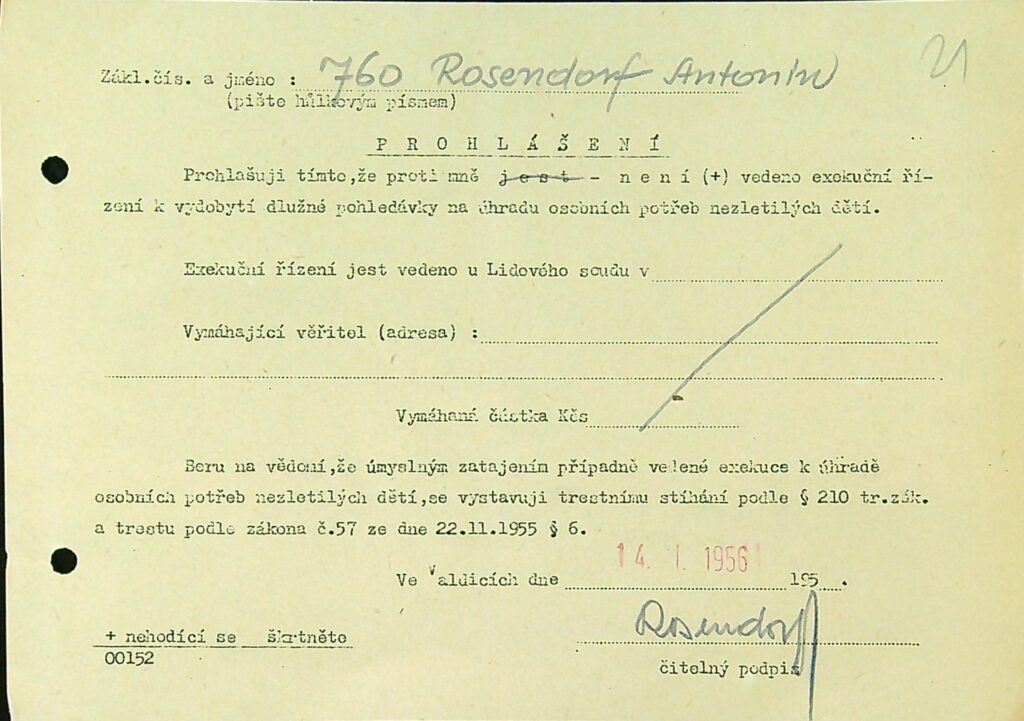 21
Zákl.čís. a jméno : 760 Rosendorf Antonín
(pište hůlkovým písmem)
P R O H L Á Š E N Í
Prohlašuji tímto,že proti mně j e s t - n e n í (+) vedeno exekuční ří-
zení k vydobytí dlužné pohledávky na úhradu osobních potřeb nezletilých dětí.
Exekuční řízení jest vedeno u Lidového soudu v
Vymáhající věřitel (adresa) :
Vymáhaná částka Kčs
Beru na vědomí,že úmyslným zatajením případně vedené exekuce k úhradě
osobních potřeb nezletilých dětí,se vystavuji trestnímu stíhání podle § 210 tr.zák.
a trestu podle zákona č.57 ze dne 22.11.1955 § 6.
Ve Valdicích dne 14. I. 1956 195 .
Rosendorf
+ nehodící se škrtněte
čitelný podpis
00152